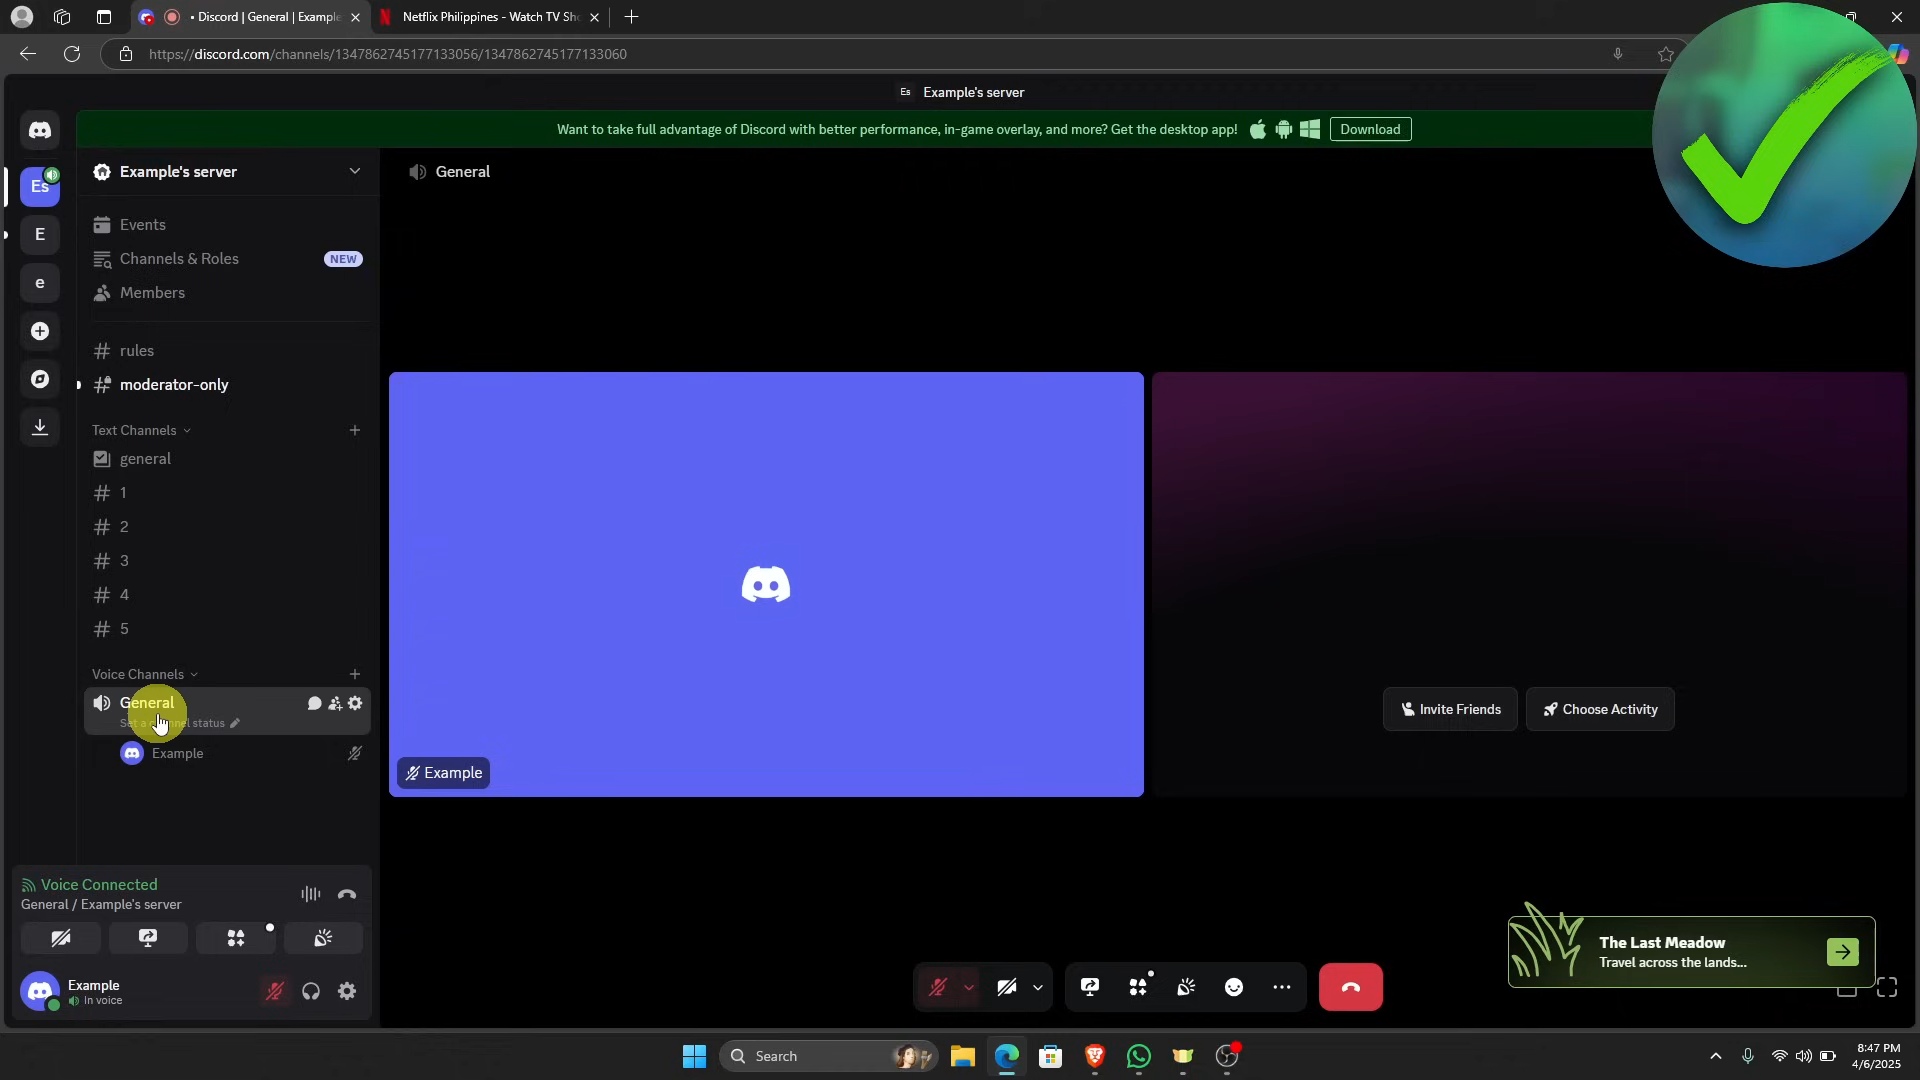 Discord | General | Example
Netflix Philippines - Watch TV Sh
https://discord.com/channels/1347862745177133056/1347862745177133060
Es
Example's server
Want to take full advantage of Discord with better performance, in-game overlay, and more? Get the desktop app!
Download
Es
E
e
Example's server
Events
Channels & Roles
NEW
Members
rules
moderator-only
Text Channels
general
1
2
3
4
5
Voice Channels
General
Set a channel status
Example
General
Example
Invite Friends
Choose Activity
Voice Connected
General / Example's server
Example
In voice
The Last Meadow
Travel across the lands...
Search
8:47 PM
4/6/2025